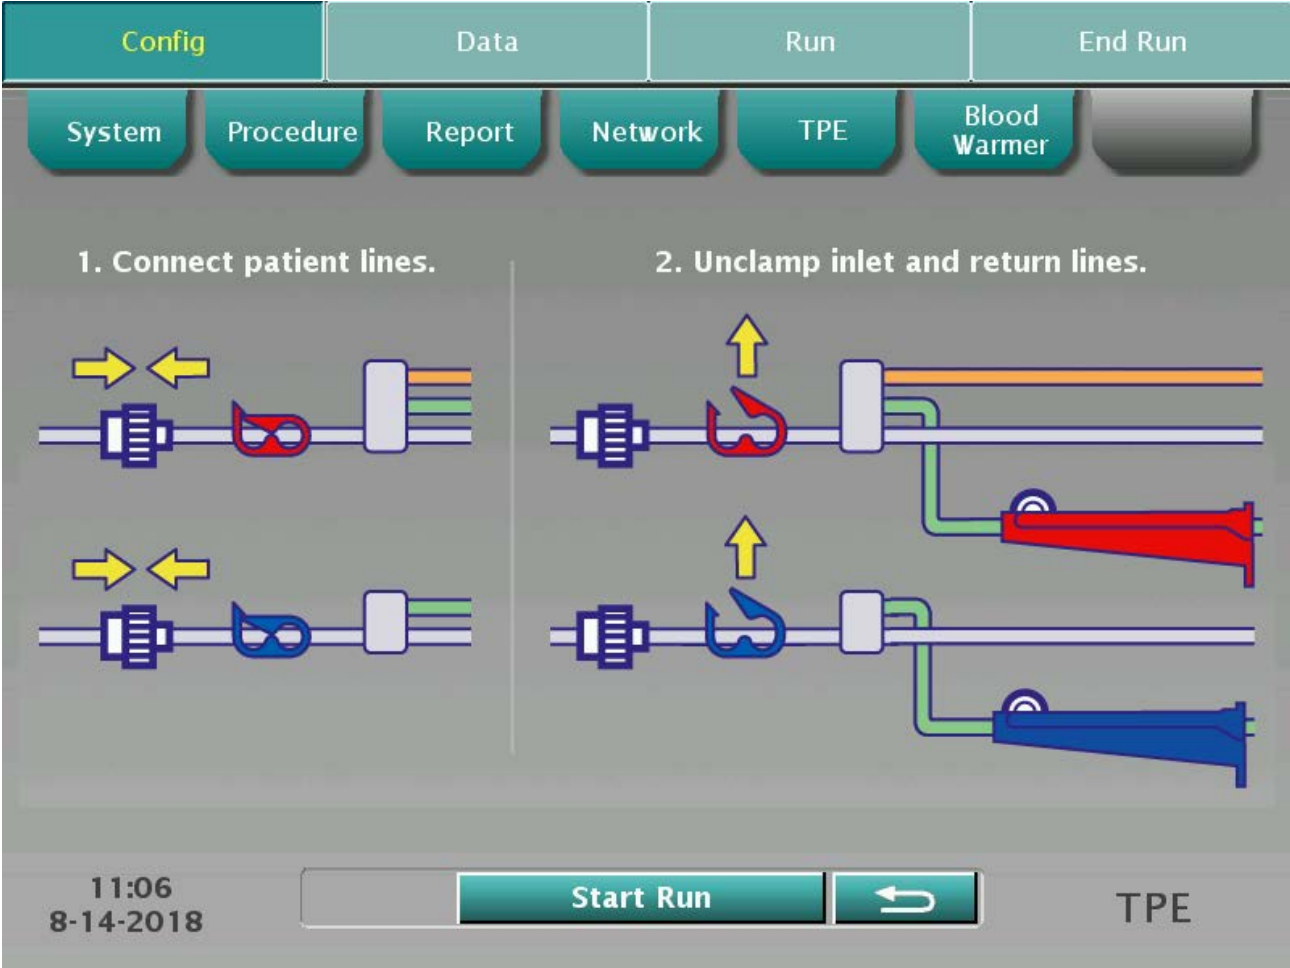 Config
Data
Run
End Run
System
Procedure
Report
Network
TPE
Blood
Warmer
1. Connect patient lines.
2. Unclamp inlet and return lines.
11:06
8-14-2018
Start Run
TPE